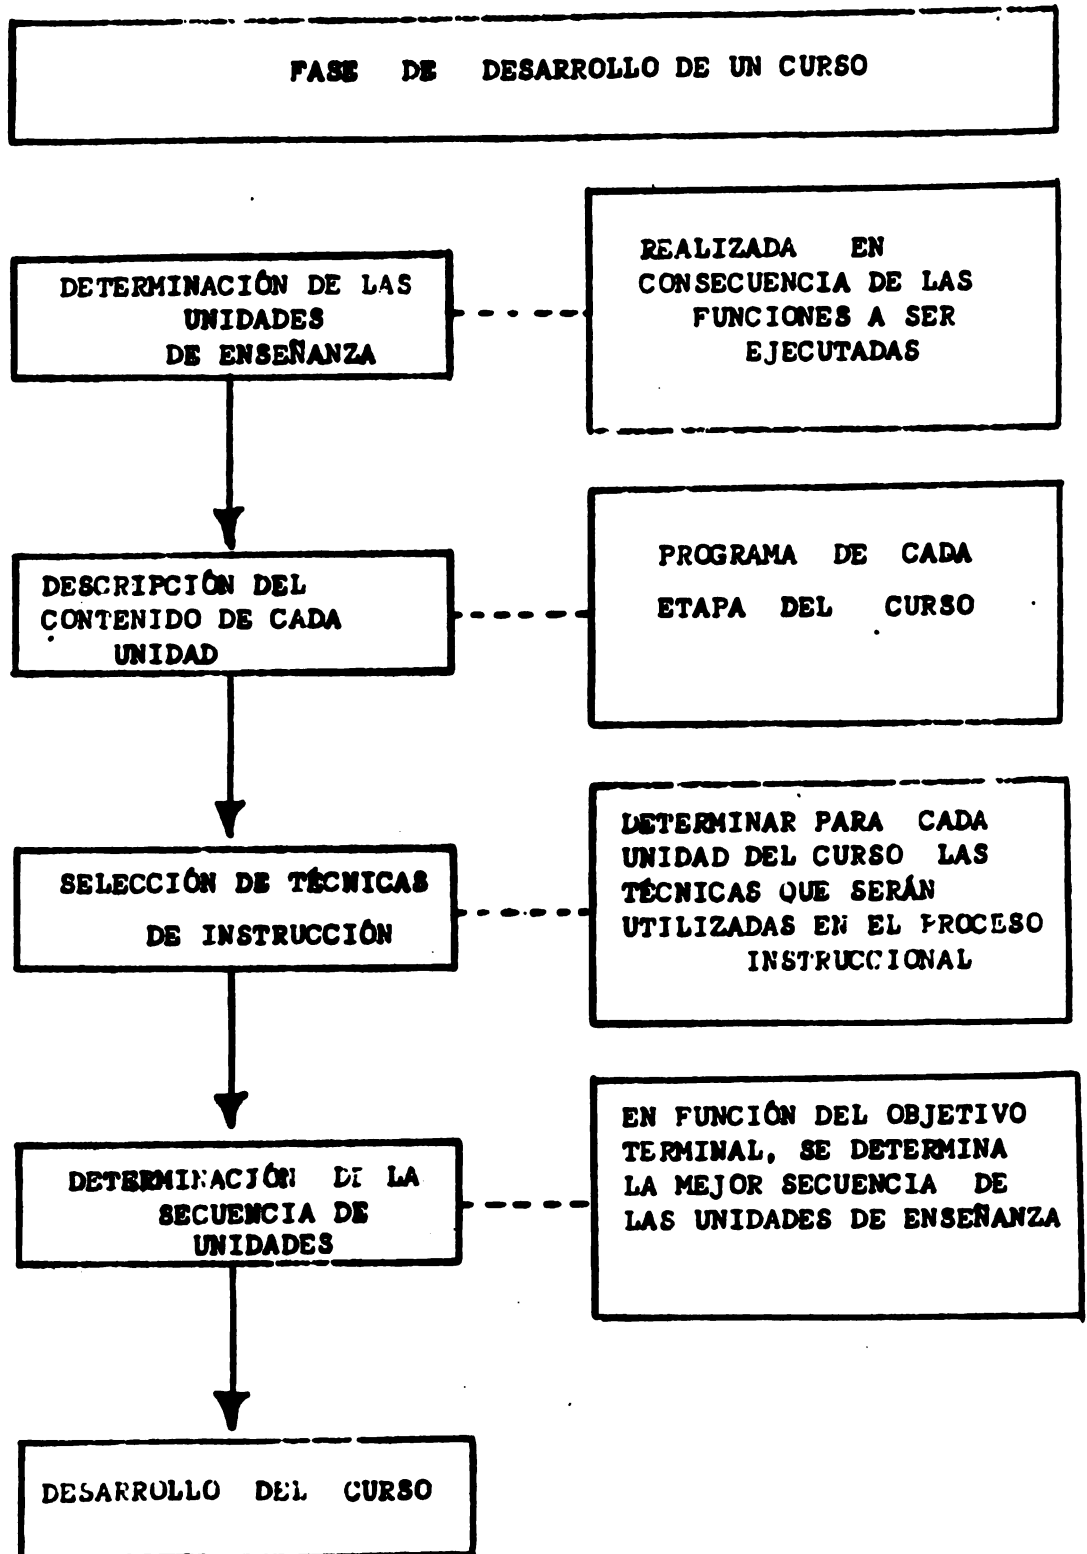 FASE DE DESARROLLO DE UN CURSO
DETERMINACIÓN DE LAS
UNIDADES
DE ENSEÑANZA
REALIZADA EN
CONSECUENCIA DE LAS
FUNCIONES A SER
EJECUTADAS
DESCRIPCIÓN DEL
CONTENIDO DE CADA
UNIDAD
PROGRAMA DE CADA
ETAPA DEL CURSO
SELECCIÓN DE TÉCNICAS
DE INSTRUCCIÓN
DETERMINAR PARA CADA
UNIDAD DEL CURSO LAS
TÉCNICAS QUE SERÁN
UTILIZADAS EN EL PROCESO
INSTRUCCIONAL
DETERMINACIÓN DE LA
SECUENCIA DE
UNIDADES
EN FUNCIÓN DEL OBJETIVO
TERMINAL, SE DETERMINA
LA MEJOR SECUENCIA DE
LAS UNIDADES DE ENSEÑANZA
DESARROLLO DEL CURSO